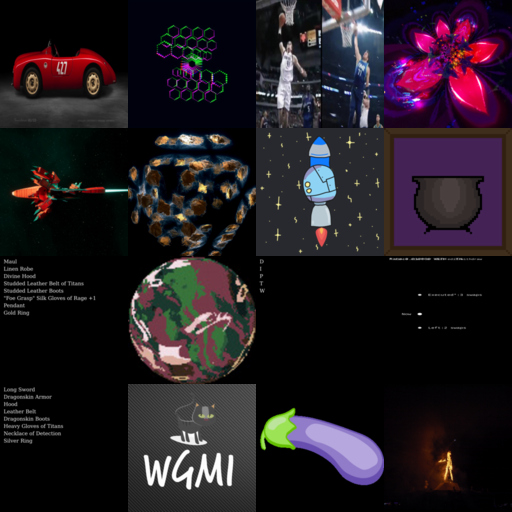 427
Maul
Linen Robe
Divine Hood
Studded Leather Belt of Titans
Studded Leather Boots
"Foe Grasp" Silk Gloves of Rage +1
Pendant
Gold Ring
D
I
P
T
W
Long Sword
Dragonskin Armor
Hood
Leather Belt
Dragonskin Boots
Heavy Gloves of Titans
Necklace of Detection
Silver Ring
WGMI